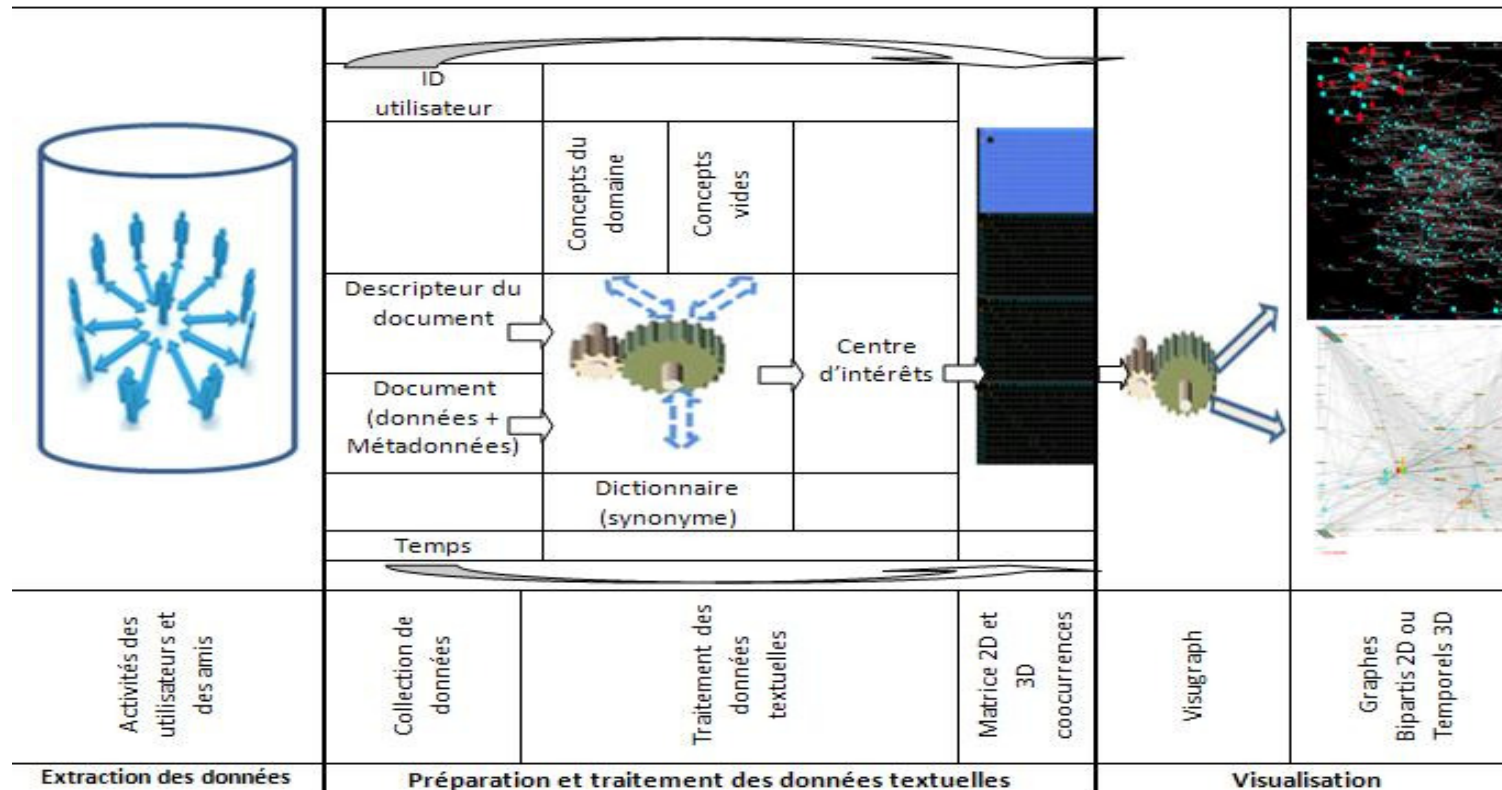 ID
utilisateur
Concepts du
domaine
Concepts
vides
Descripteur du
document
Document
(données +
Métadonnées)
Centre
d'intérêts
Dictionnaire
(synonyme)
Temps
Activités des
utilisateurs et
des amis
Collection de
données
Traitement des
données
textuelles
Matrice 2D et
3D
coocurrences
Visugraph
Graphes
Bipartis 2D ou
Temporels 3D
Extraction des données
Préparation et traitement des données textuelles
Visualisation